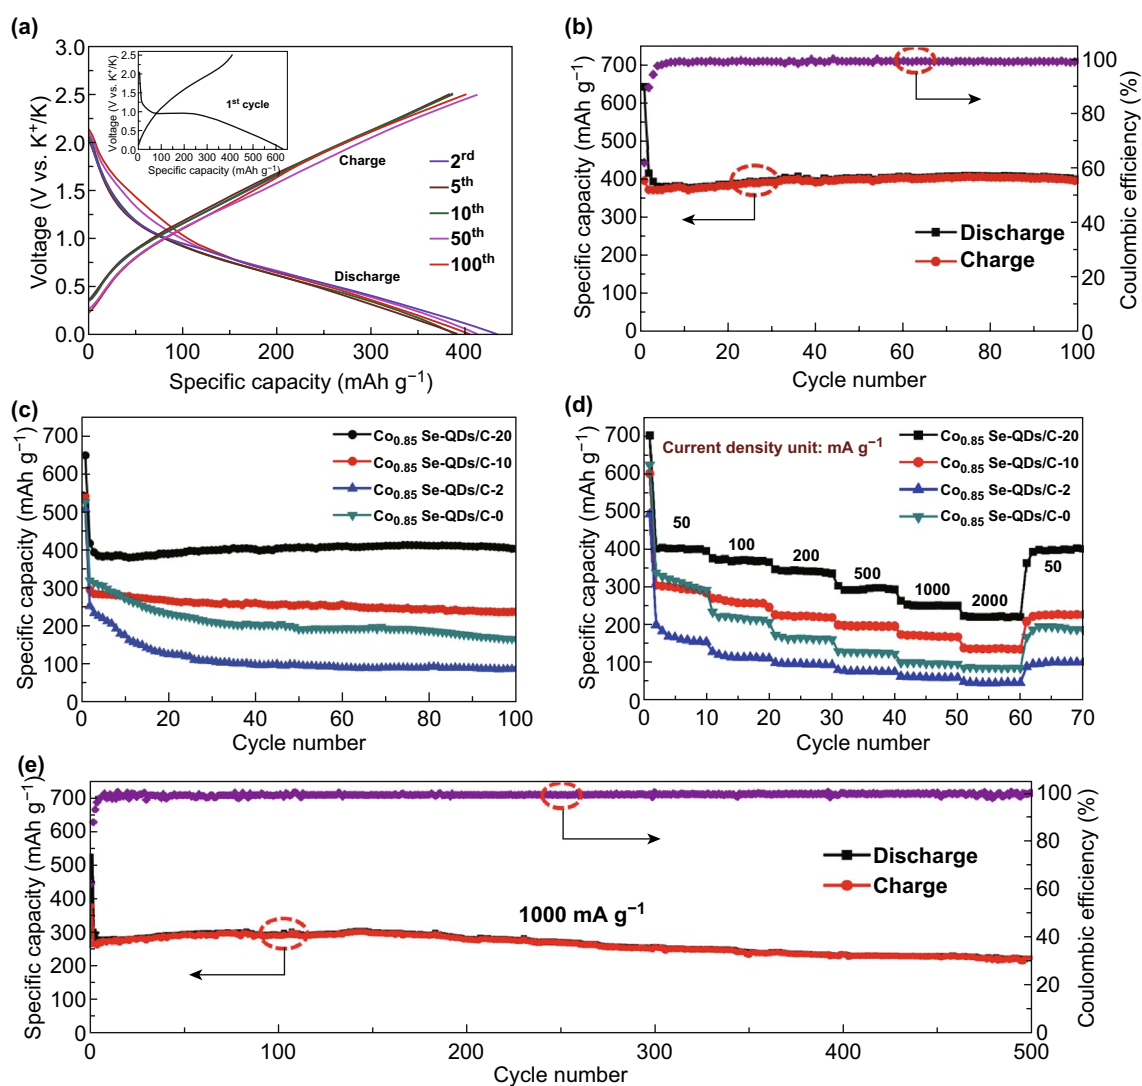 (a)
Voltage (V vs. K⁺/K)
3.0
2.5
2.0
1.5
1.0
0.5
0.0
0 100 200 300 400
Specific capacity (mAh g⁻¹)
Voltage (V vs. K⁺/K)
2.5
2.0
1.5
1.0
0.5
0.0
0 100 200 300 400 500 600
Specific capacity (mAh g⁻¹)
1ˢᵗ cycle
Charge
Discharge
2ʳᵈ
5ᵗʰ
10ᵗʰ
50ᵗʰ
100ᵗʰ
(b)
Specific capacity (mAh g⁻¹)
700
600
500
400
300
400
100
0
0 20 40 60 80 100
Cycle number
100
80
60
40
20
0
Coulombic efficiency (%)
Discharge
Charge
(c)
Specific capacity (mAh g⁻¹)
700
600
500
400
300
200
100
0
0 20 40 60 80 100
Cycle number
Co₀.₈₅ Se-QDs/C-20
Co₀.₈₅ Se-QDs/C-10
Co₀.₈₅ Se-QDs/C-2
Co₀.₈₅ Se-QDs/C-0
(d)
Specific capacity (mAh g⁻¹)
700
600
500
400
300
200
100
0
0 10 20 30 40 50 60 70
Cycle number
Current density unit: mA g⁻¹
Co₀.₈₅ Se-QDs/C-20
Co₀.₈₅ Se-QDs/C-10
Co₀.₈₅ Se-QDs/C-2
Co₀.₈₅ Se-QDs/C-0
50
100
200
500
1000
2000
50
(e)
Specific capacity (mAh g⁻¹)
700
600
500
400
300
200
100
0
0 100 200 300 400 500
Cycle number
100
80
60
40
20
0
Coulombic efficiency (%)
1000 mA g⁻¹
Discharge
Charge